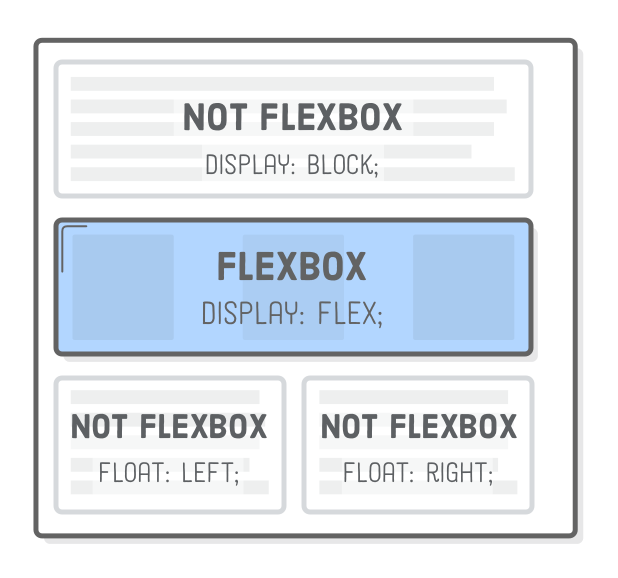 NOT FLEXBOX
DISPLAY: BLOCK;
FLEXBOX
DISPLAY: FLEX;
NOT FLEXBOX
FLOAT: LEFT;
NOT FLEXBOX
FLOAT: RIGHT;